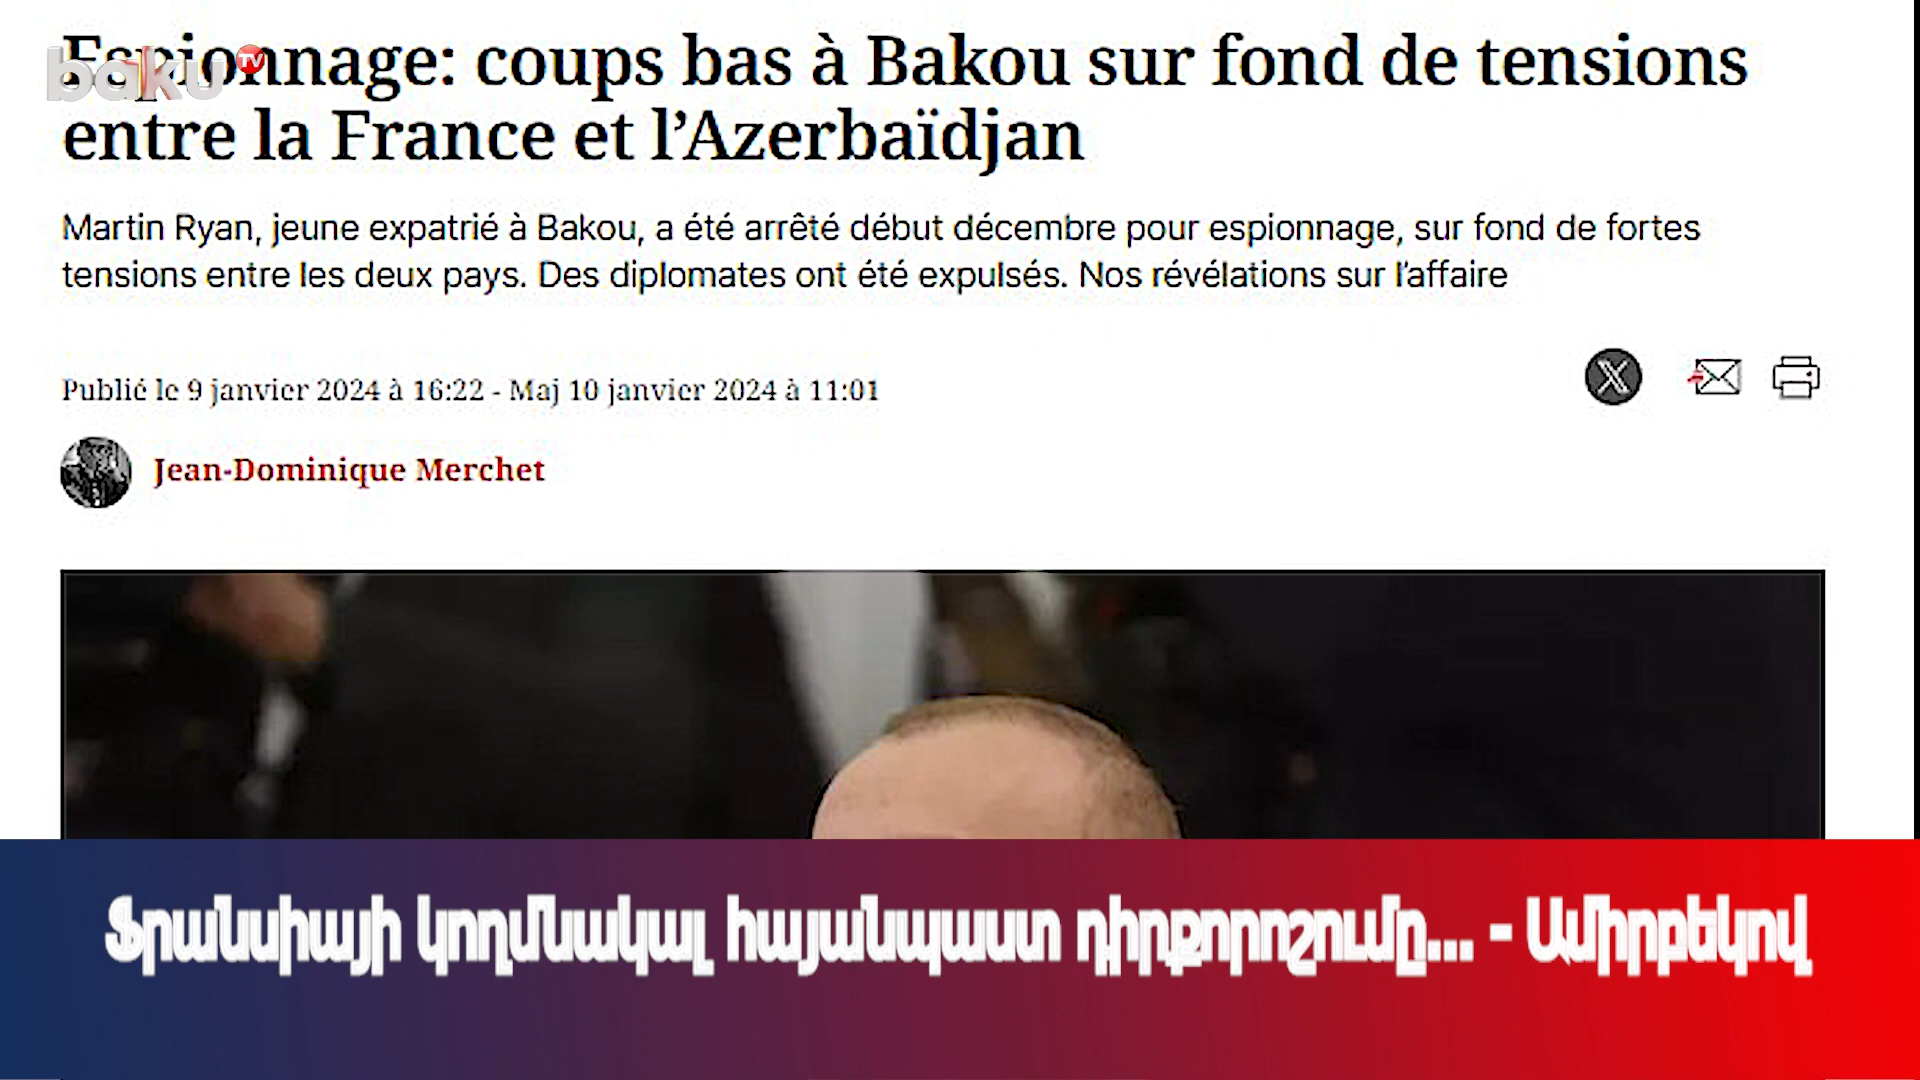 baku TV
Espionnage: coups bas à Bakou sur fond de tensions
entre la France et l’Azerbaïdjan
Martin Ryan, jeune expatrié à Bakou, a été arrêté début décembre pour espionnage, sur fond de fortes
tensions entre les deux pays. Des diplomates ont été expulsés. Nos révélations sur l’affaire
Publié le 9 janvier 2024 à 16:22 - Maj 10 janvier 2024 à 11:01
Jean-Dominique Merchet
Ֆրանսիայի կողմնակալ հայանպաստ դիրքորոշումը... - Ամիրբեկով